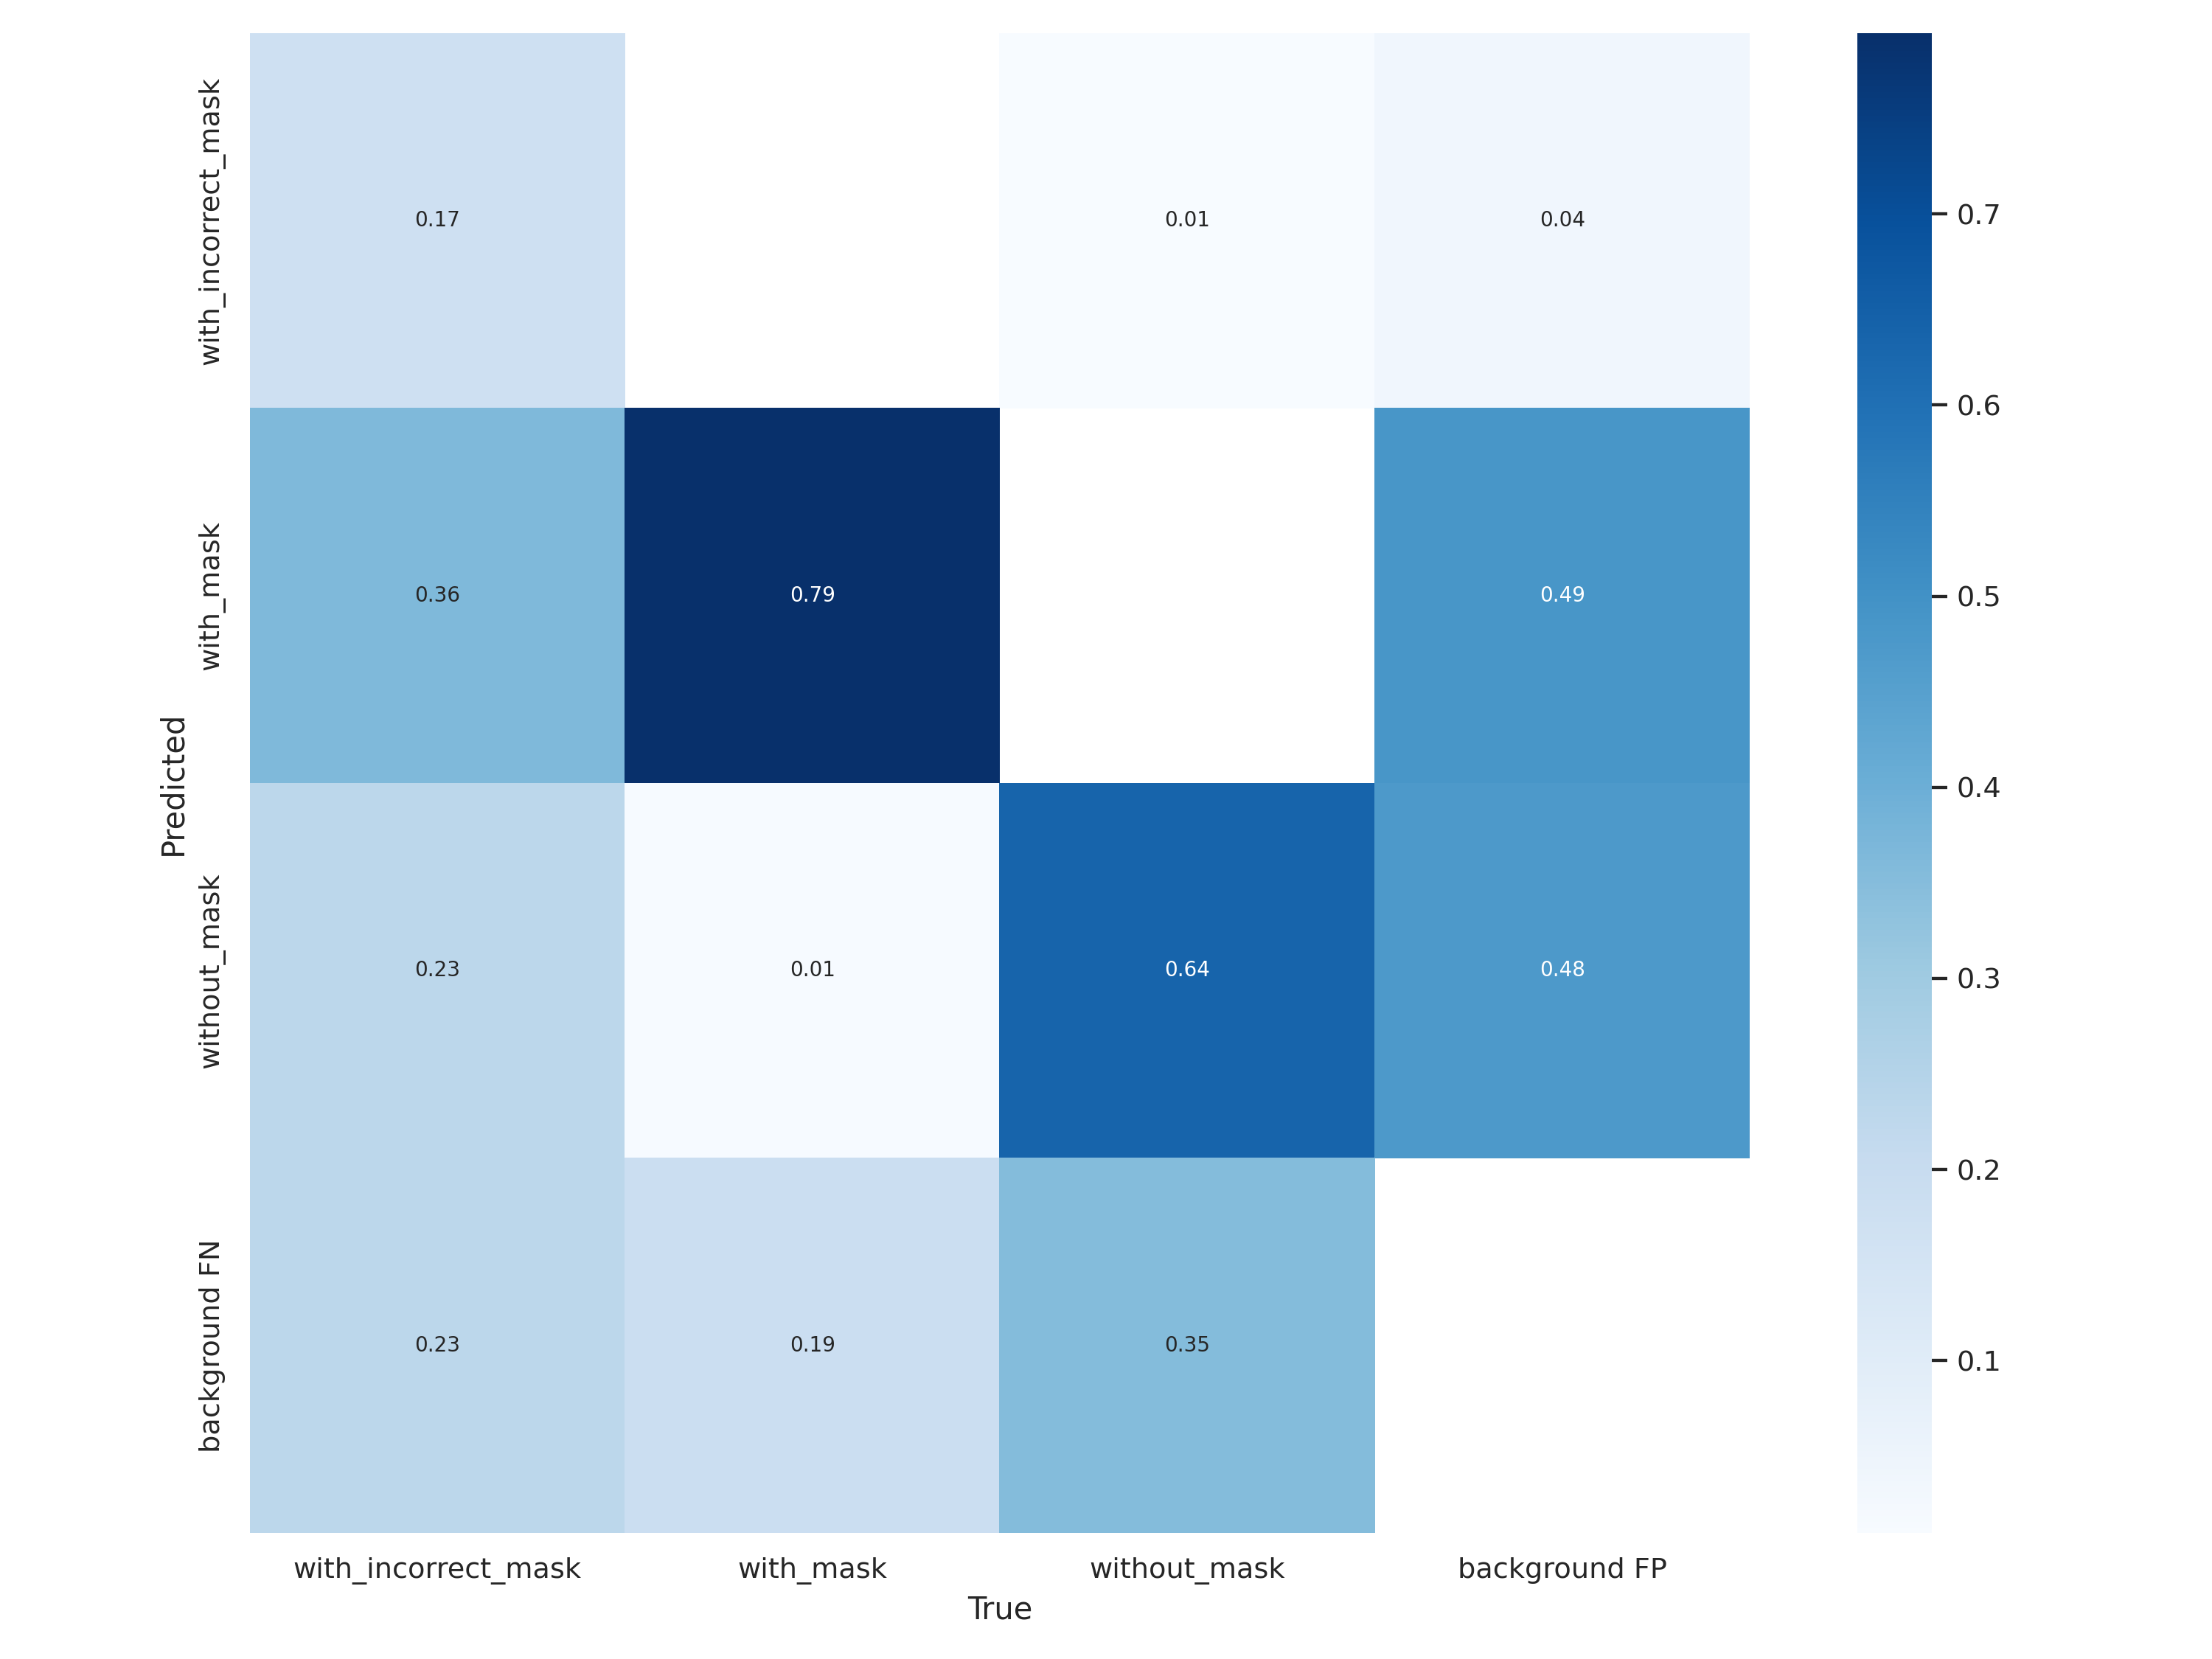 with_incorrect_mask
0.17
0.01
0.04
with_mask
0.36
0.79
0.49
Predicted
without_mask
0.23
0.01
0.64
0.48
background FN
0.23
0.19
0.35
with_incorrect_mask
with_mask
without_mask
background FP
True
0.7
0.6
0.5
0.4
0.3
0.2
0.1